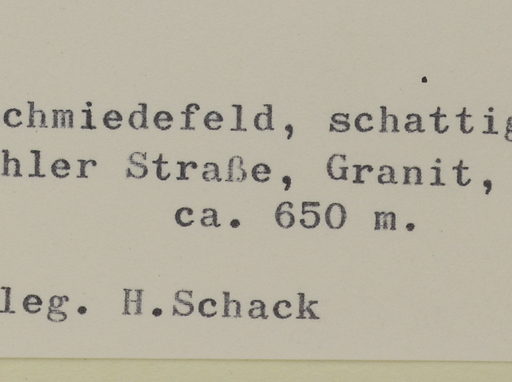 chmiedefeld, schattig
hler Straße, Granit,
ca. 650 m.
leg. H.Schack